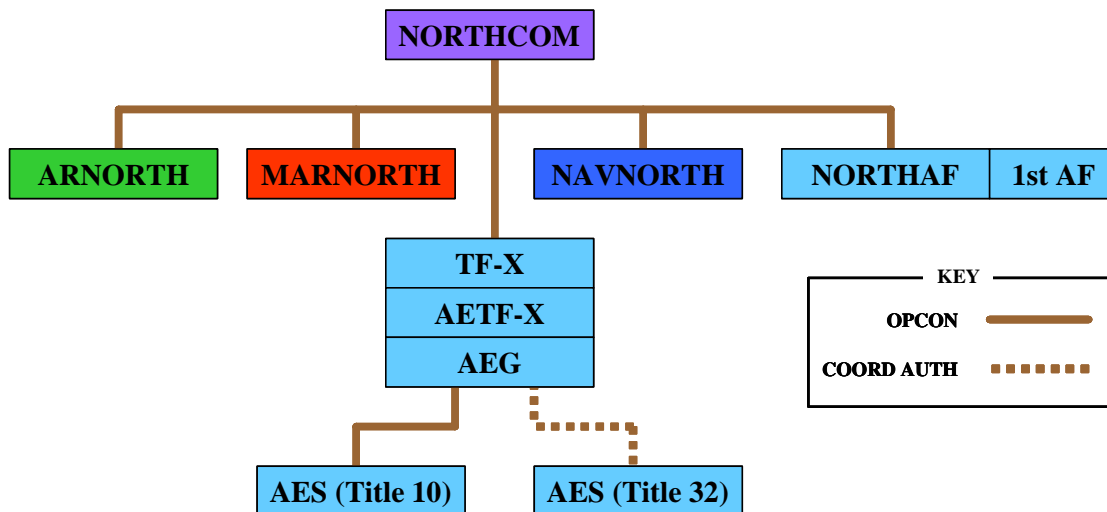 NORTHCOM
ARNORTH
MARNORTH
NAVNORTH
NORTHAF
1st AF
TF-X
AETF-X
AEG
KEY
OPCON
COORD AUTH
AES (Title 10)
AES (Title 32)